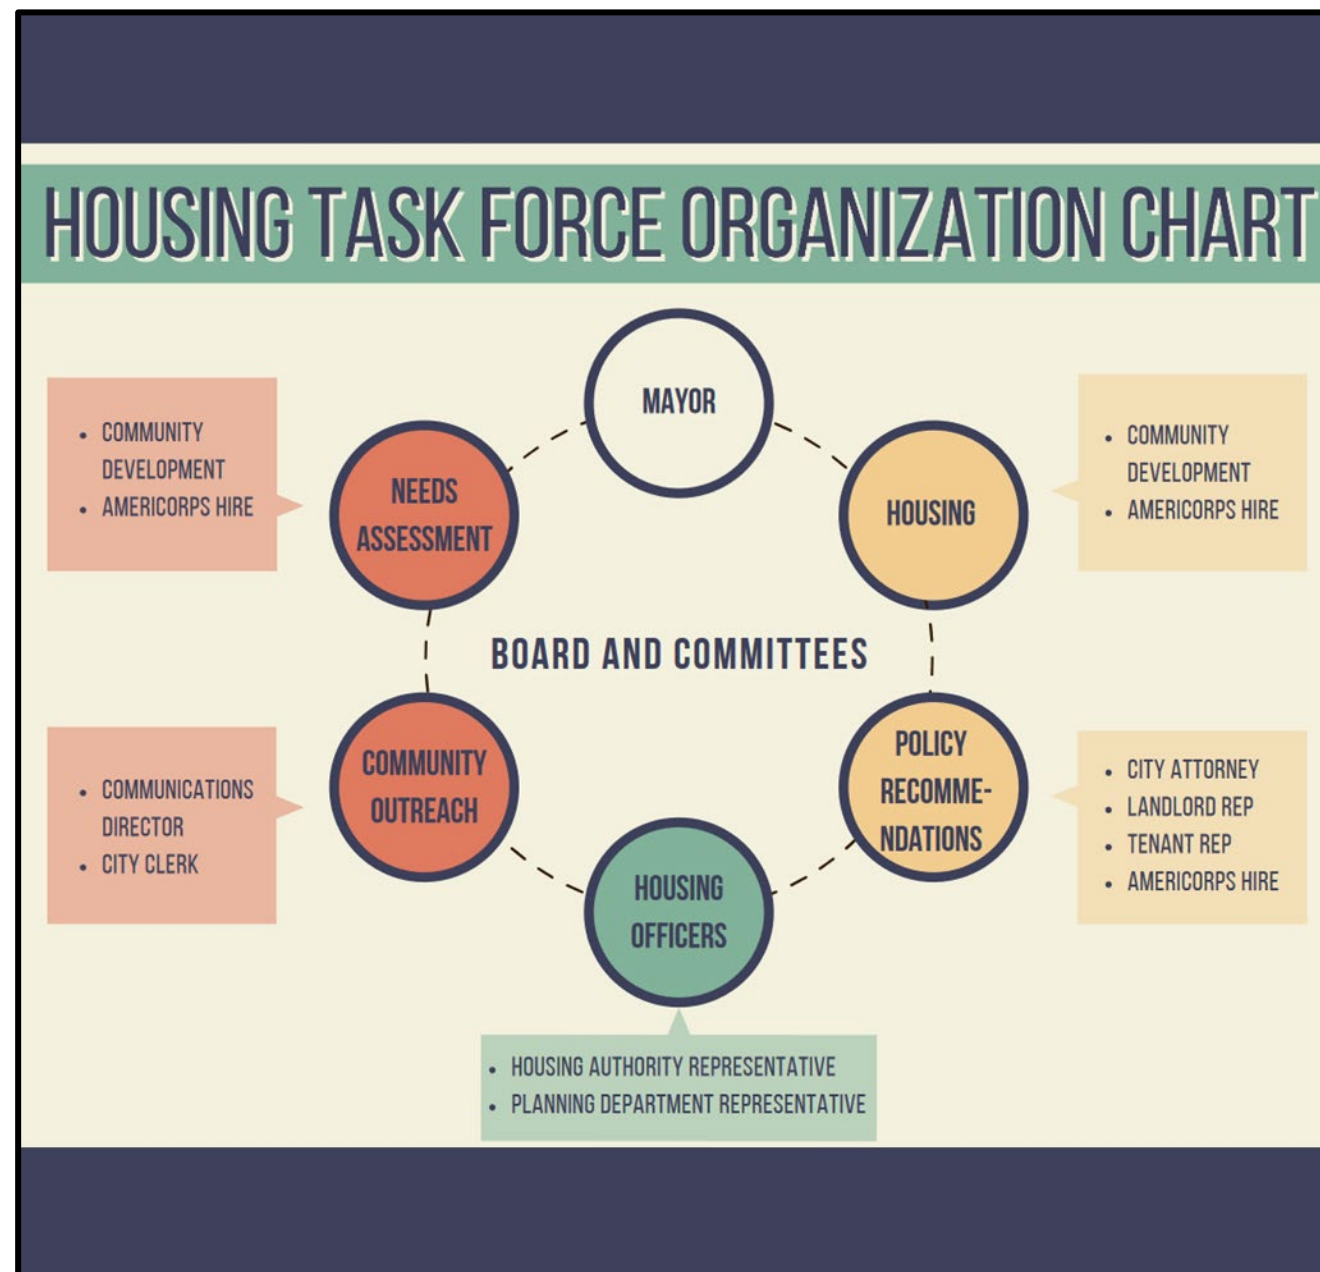 HOUSING TASK FORCE ORGANIZATION CHART
MAYOR
• COMMUNITY
DEVELOPMENT
• AMERICORPS HIRE
NEEDS
ASSESSMENT
HOUSING
• COMMUNITY
DEVELOPMENT
• AMERICORPS HIRE
BOARD AND COMMITTEES
• COMMUNICATIONS
DIRECTOR
• CITY CLERK
COMMUNITY
OUTREACH
POLICY
RECOMME-
NDATIONS
• CITY ATTORNEY
• LANDLORD REP
• TENANT REP
• AMERICORPS HIRE
HOUSING
OFFICERS
• HOUSING AUTHORITY REPRESENTATIVE
• PLANNING DEPARTMENT REPRESENTATIVE